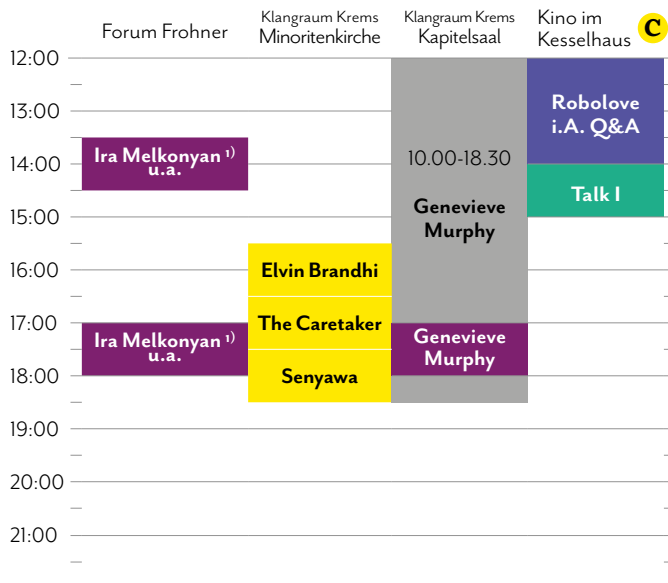 Forum Frohner
Klangraum Krems
Minoritenkirche
Klangraum Krems
Kapitelsaal
Kino im
Kesselhaus
C
12:00
13:00
14:00
15:00
16:00
17:00
18:00
19:00
20:00
21:00
Ira Melkonyan ¹⁾
u.a.
Ira Melkonyan ¹⁾
u.a.
Elvin Brandhi
The Caretaker
Senyawa
10.00-18.30
Genevieve
Murphy
Genevieve
Murphy
Robolove
i.A. Q&A
Talk I